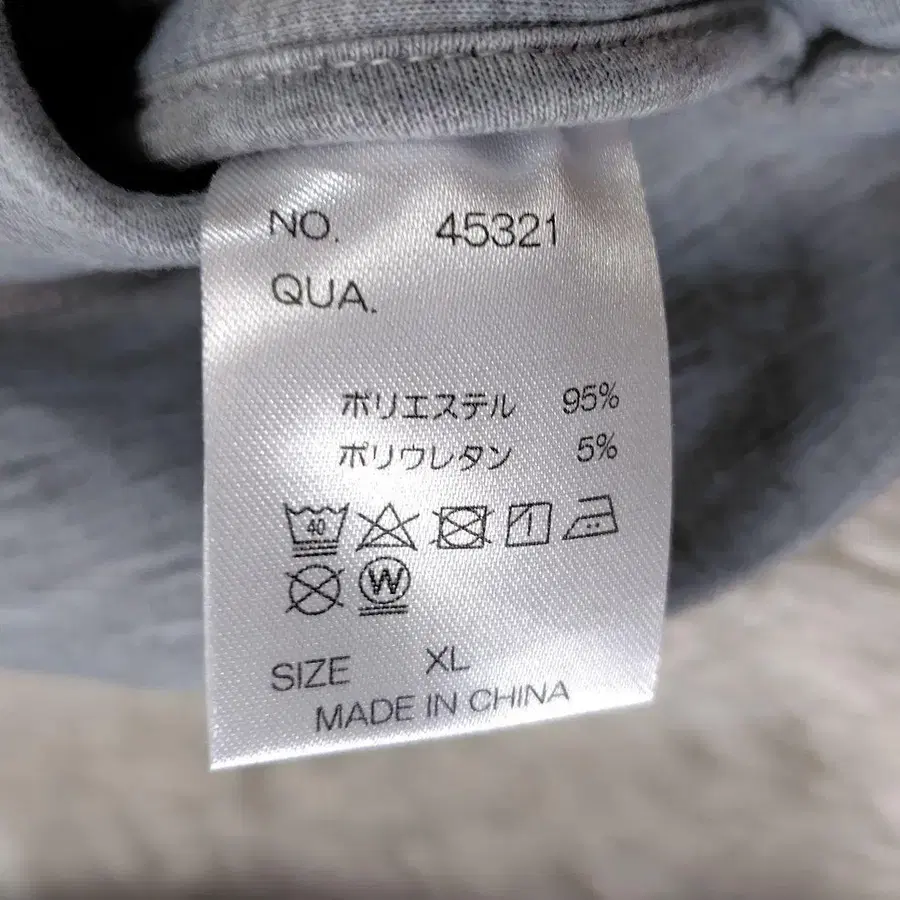 NO. 45321
QUA.
ポリエステル 95%
ポリウレタン 5%
40
W
SIZE XL
MADE IN CHINA